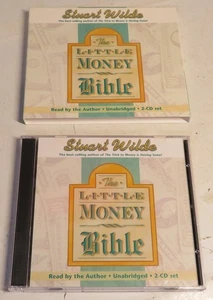 Stuart Wilde
The Best-selling author of The Trick to Money is Having Some!
The
LITTLE
MONEY
Bible
Read by the Author • Unabridged • 2-CD set
Stuart Wilde
The Best-selling author of The Trick to Money is Having Some!
The
LITTLE
MONEY
Bible
Read by the Author • Unabridged • 2-CD set